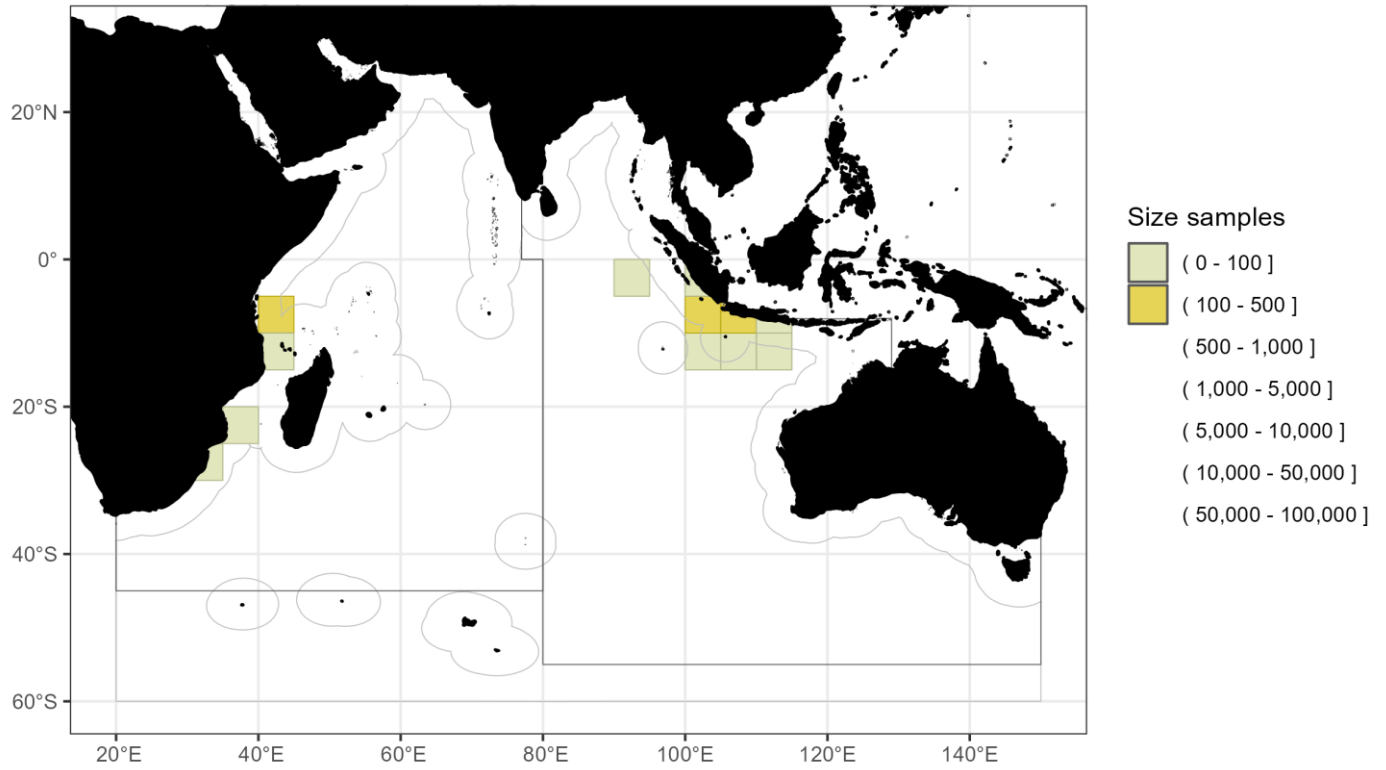 20°N
0°
20°S
40°S
60°S
20°E
40°E
60°E
80°E
100°E
120°E
140°E
Size samples
( 0 - 100 ]
( 100 - 500 ]
( 500 - 1,000 ]
( 1,000 - 5,000 ]
( 5,000 - 10,000 ]
( 10,000 - 50,000 ]
( 50,000 - 100,000 ]